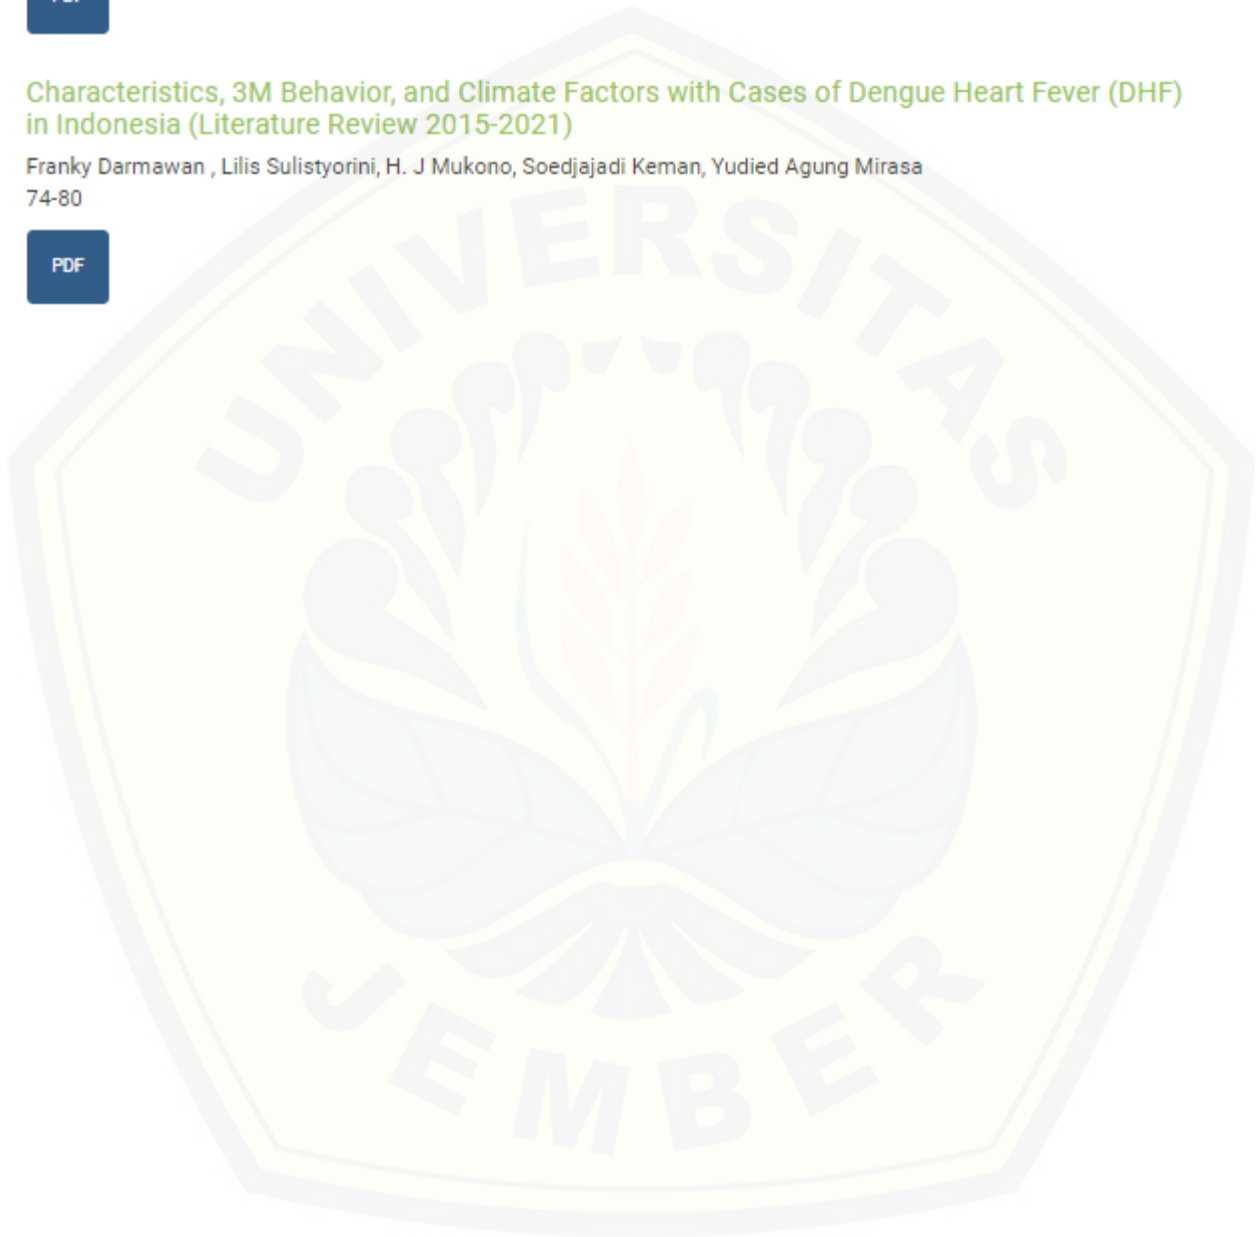 Characteristics, 3M Behavior, and Climate Factors with Cases of Dengue Heart Fever (DHF)
in Indonesia (Literature Review 2015-2021)
Franky Darmawan , Lilis Sulistyorini, H. J Mukono, Soedjajadi Keman, Yudied Agung Mirasa
74-80
PDF
UNIVERSITAS
JEMBER